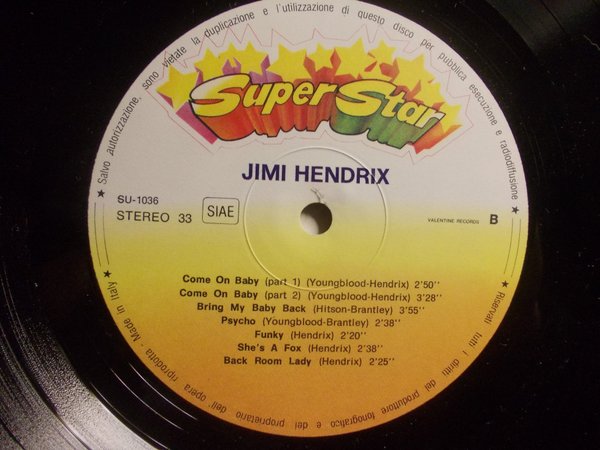 ★ Salvo autorizzazione, sono vietate la duplicazione e l'utilizzazione di questo disco per pubblica esecuzione e radiodiffusione ★
Super Star
JIMI HENDRIX
SU-1036
STEREO 33
SIAE
VALENTINE RECORDS
B
Come On Baby (part 1) (Youngblood-Hendrix) 2'50''
Come On Baby (part 2) (Youngblood-Hendrix) 3'28''
Bring My Baby Back (Hitson-Brantley) 3'55''
Psycho (Youngblood-Brantley) 2'38''
Funky (Hendrix) 2'20''
She's A Fox (Hendrix) 2'38''
Back Room Lady (Hendrix) 2'25''
★ Riservati tutti i diritti del produttore fonografico e del proprietario dell'opera riprodotta - Made in Italy ★